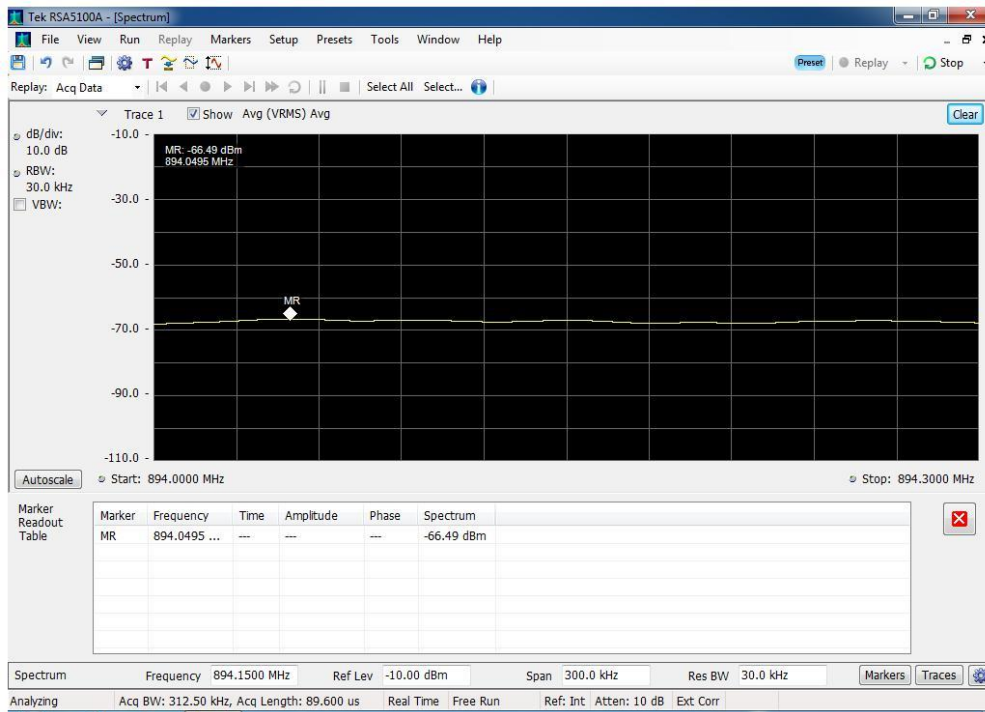 Tek RSA5100A - [Spectrum]
File View Run Replay Markers Setup Presets Tools Window Help
Preset Replay Stop
Replay: Acq Data Select All Select...
Trace 1 Show Avg (VRMS) Avg Clear
dB/div:
10.0 dB
RBW:
30.0 kHz
VBW:
-10.0
-30.0
-50.0
-70.0
-90.0
-110.0
MR: -66.49 dBm
894.0495 MHz
MR
Autoscale Start: 894.0000 MHz Stop: 894.3000 MHz
Marker
Readout
Table
Marker Frequency Time Amplitude Phase Spectrum
MR 894.0495 ... --- --- --- -66.49 dBm
Spectrum Frequency 894.1500 MHz Ref Lev -10.00 dBm Span 300.0 kHz Res BW 30.0 kHz Markers Traces
Analyzing Acq BW: 312.50 kHz, Acq Length: 89.600 us Real Time Free Run Ref: Int Atten: 10 dB Ext Corr